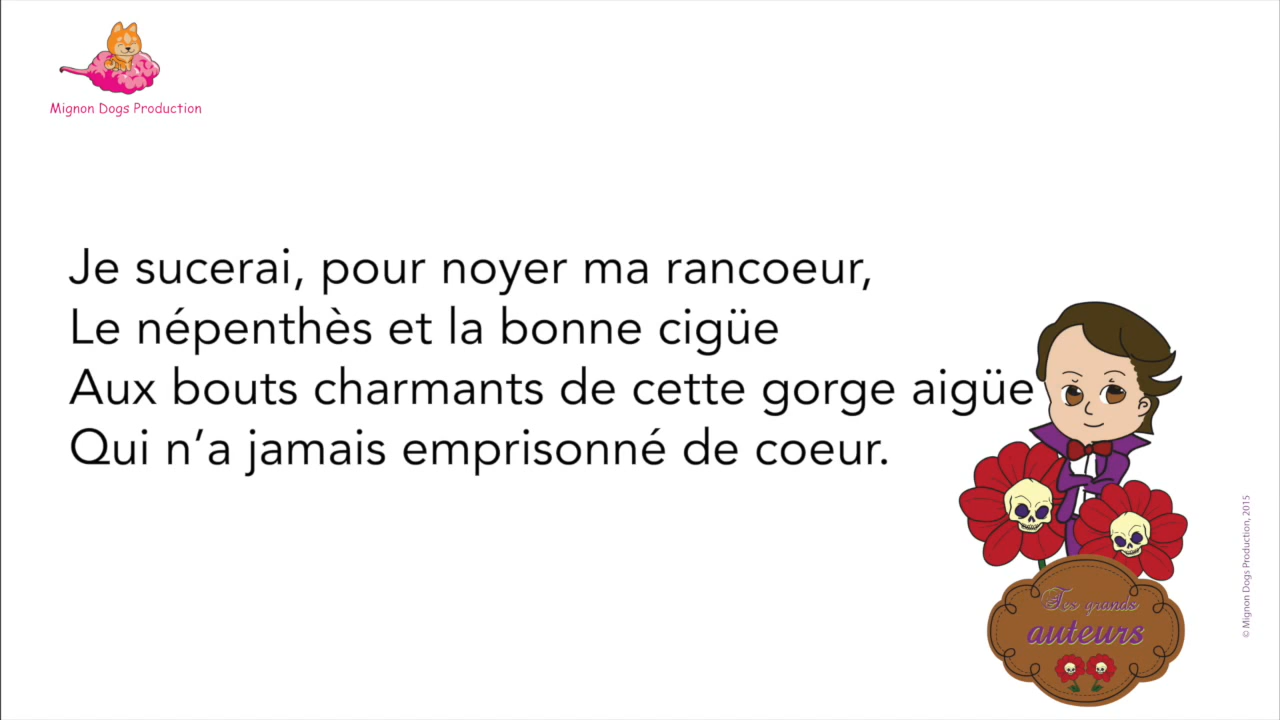 Mignon Dogs Production
Je sucerai, pour noyer ma rancoeur,
Le népenthès et la bonne cigüe
Aux bouts charmants de cette gorge aigüe
Qui n’a jamais emprisonné de coeur.
Les grands
auteurs
© Mignon Dogs Production, 2015